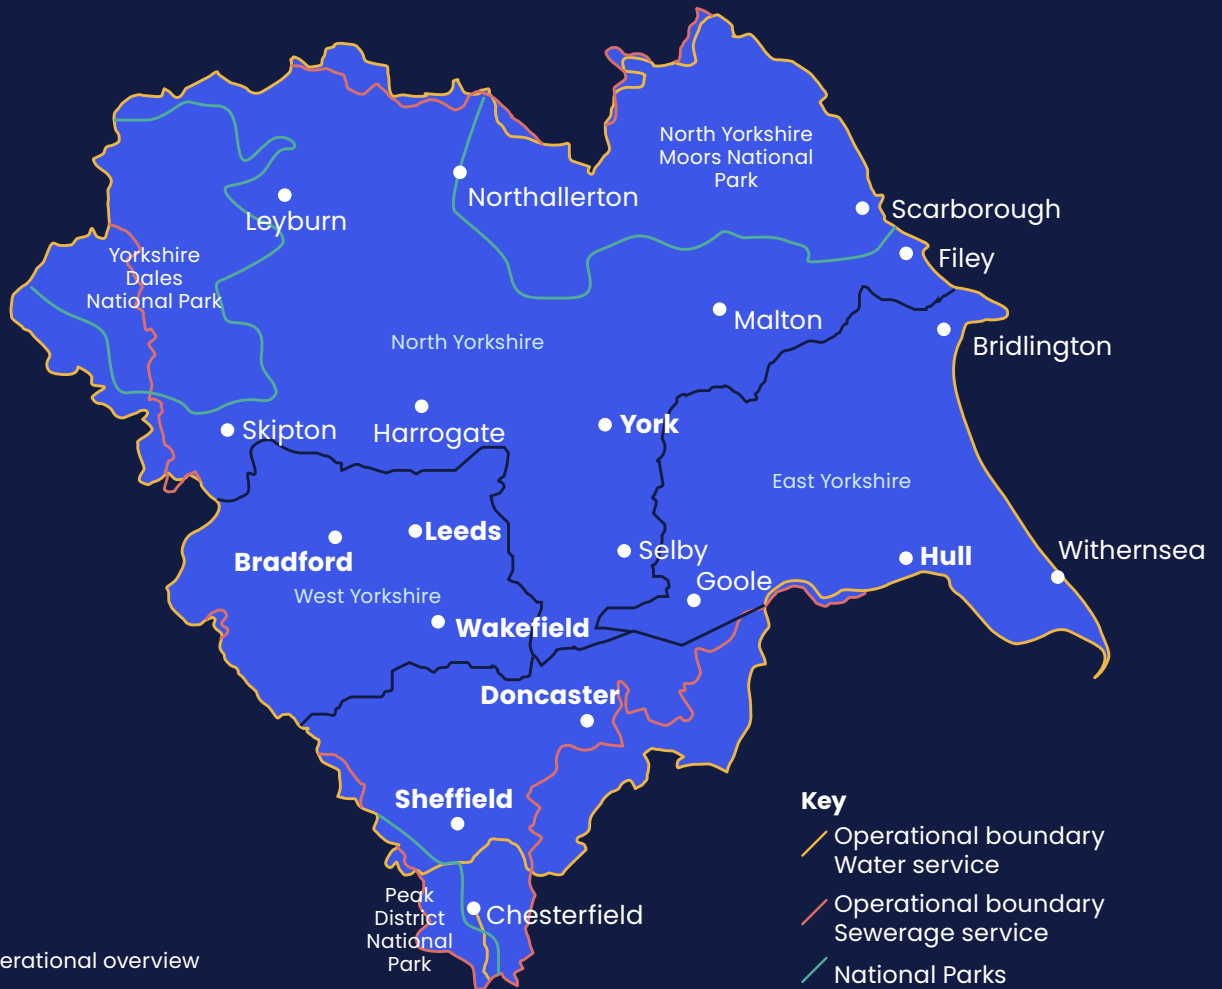 North Yorkshire
Moors National
Park
Northallerton
Leyburn
Scarborough
Yorkshire
Dales
National Park
Filey
Malton
North Yorkshire
Bridlington
Skipton
Harrogate
York
East Yorkshire
Leeds
Bradford
Selby
Hull
Withernsea
Goole
West Yorkshire
Wakefield
Doncaster
Sheffield
Peak
District
National
Park
Chesterfield
Key
Operational boundary
Water service
Operational boundary
Sewerage service
National Parks
erational overview